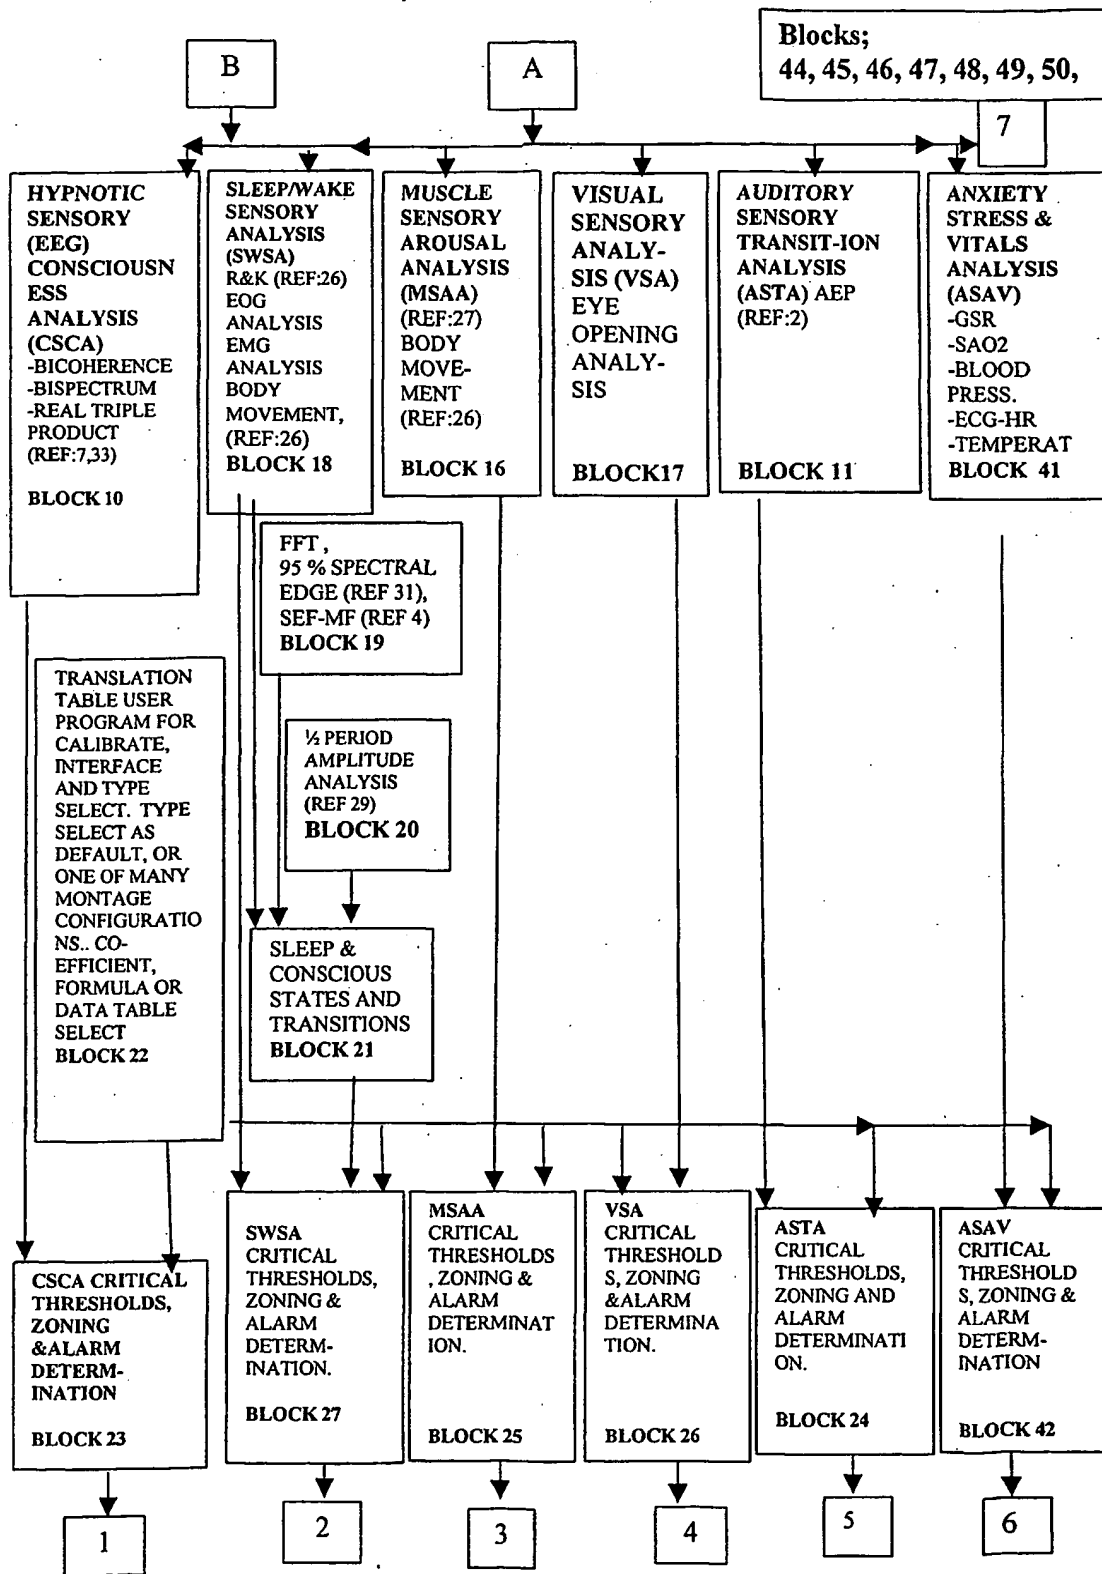 B
A
Blocks;
44, 45, 46, 47, 48, 49, 50,
7
HYPNOTIC
SENSORY
(EEG)
CONSCIOUSN
ESS
ANALYSIS
(CSCA)
-BICOHERENCE
-BISPECTRUM
-REAL TRIPLE
PRODUCT
(REF:7,33)
BLOCK 10
SLEEP/WAKE
SENSORY
ANALYSIS
(SWSA)
R&K (REF:26)
EOG
ANALYSIS
EMG
ANALYSIS
BODY
MOVEMENT,
(REF:26)
BLOCK 18
MUSCLE
SENSORY
AROUSAL
ANALYSIS
(MSAA)
(REF:27)
BODY
MOVE-
MENT
(REF:26)
BLOCK 16
VISUAL
SENSORY
ANALY-
SIS (VSA)
EYE
OPENING
ANALY-
SIS
BLOCK17
AUDITORY
SENSORY
TRANSIT-ION
ANALYSIS
(ASTA) AEP
(REF:2)
BLOCK 11
ANXIETY
STRESS &
VITALS
ANALYSIS
(ASAV)
-GSR
-SAO2
-BLOOD
PRESS.
-ECG-HR
-TEMPERAT
BLOCK 41
FFT ,
95 % SPECTRAL
EDGE (REF 31),
SEF-MF (REF 4)
BLOCK 19
TRANSLATION
TABLE USER
PROGRAM FOR
CALIBRATE,
INTERFACE
AND TYPE
SELECT. TYPE
SELECT AS
DEFAULT, OR
ONE OF MANY
MONTAGE
CONFIGURATIO
NS.. CO-
EFFICIENT,
FORMULA OR
DATA TABLE
SELECT
BLOCK 22
½ PERIOD
AMPLITUDE
ANALYSIS
(REF 29)
BLOCK 20
SLEEP &
CONSCIOUS
STATES AND
TRANSITIONS
BLOCK 21
CSCA CRITICAL
THRESHOLDS,
ZONING
&ALARM
DETERM-
INATION
BLOCK 23
SWSA
CRITICAL
THRESHOLDS,
ZONING &
ALARM
DETERM-
INATION.
BLOCK 27
MSAA
CRITICAL
THRESHOLDS
, ZONING &
ALARM
DETERMINAT
ION.
BLOCK 25
VSA
CRITICAL
THRESHOLD
S, ZONING
&ALARM
DETERMINA
TION.
BLOCK 26
ASTA
CRITICAL
THRESHOLDS,
ZONING AND
ALARM
DETERMINATI
ON.
BLOCK 24
ASAV
CRITICAL
THRESHOLD
S, ZONING &
ALARM
DETERM-
INATION
BLOCK 42
1
2
3
4
5
6